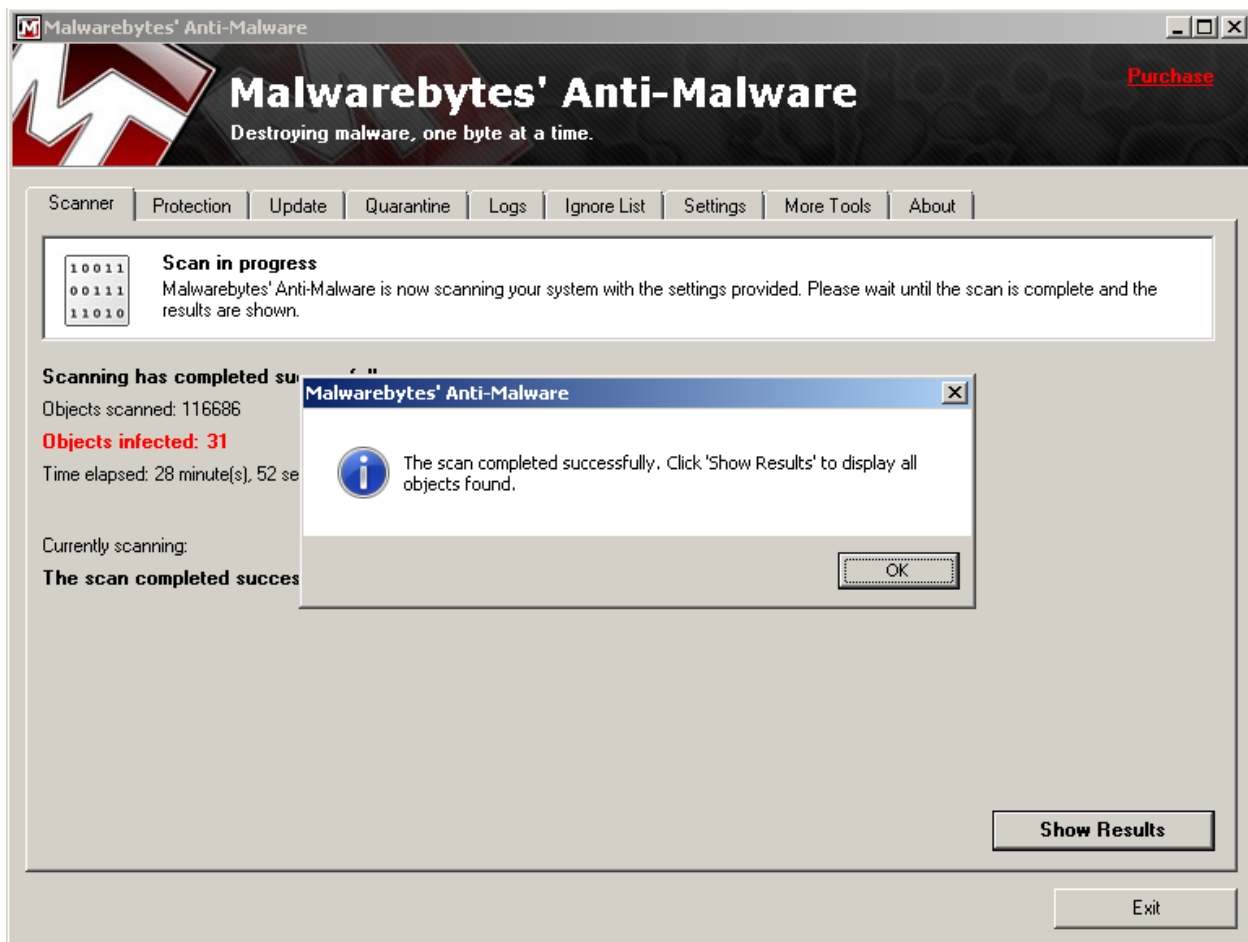 Malwarebytes' Anti-Malware
Malwarebytes' Anti-Malware
Purchase
Destroying malware, one byte at a time.
Scanner Protection Update Quarantine Logs Ignore List Settings More Tools About
10011
00111
11010
Scan in progress
Malwarebytes' Anti-Malware is now scanning your system with the settings provided. Please wait until the scan is complete and the
results are shown.
Scanning has completed
Objects scanned: 116686
Objects infected: 31
Time elapsed: 28 minute(s), 52 se
Currently scanning:
The scan completed succes
Malwarebytes' Anti-Malware
The scan completed successfully. Click 'Show Results' to display all
objects found.
OK
Show Results
Exit